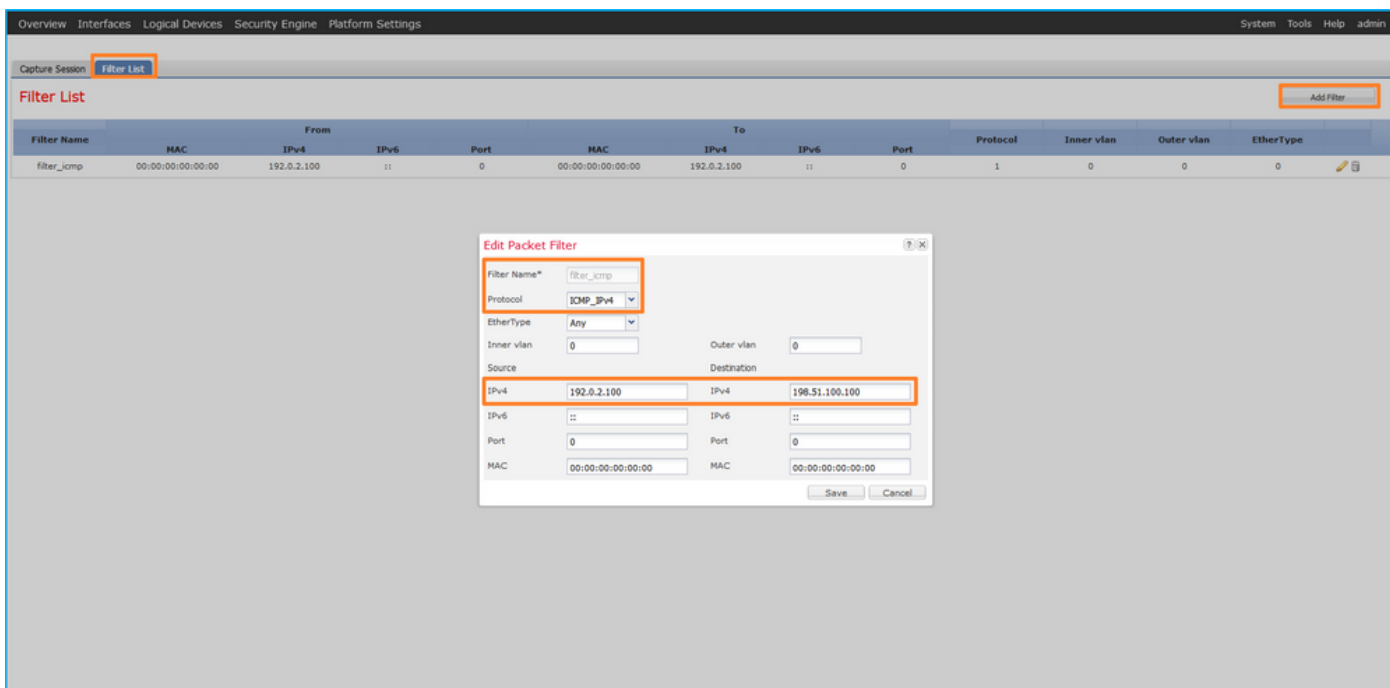 Overview Interfaces Logical Devices Security Engine Platform Settings System Tools Help admin
Capture Session Filter List
Filter List Add Filter
From To
Filter Name MAC IPv4 IPv6 Port MAC IPv4 IPv6 Port Protocol Inner vlan Outer vlan EtherType
filter_icmp 00:00:00:00:00:00 192.0.2.100 :: 0 00:00:00:00:00:00 192.0.2.100 :: 0 1 0 0 0
Edit Packet Filter ? X
Filter Name* filter_icmp
Protocol ICMP_IPv4
EtherType Any
Inner vlan 0 Outer vlan 0
Source Destination
IPv4 192.0.2.100 IPv4 198.51.100.100
IPv6 :: IPv6 ::
Port 0 Port 0
MAC 00:00:00:00:00:00 MAC 00:00:00:00:00:00
Save Cancel